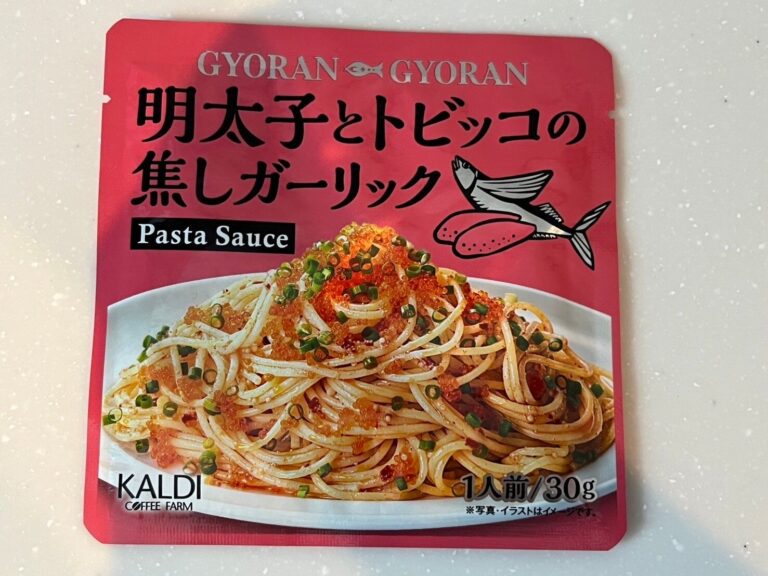 GYORAN GYORAN
明太子とトビッコの
焦しガーリック
Pasta Sauce
KALDI
COFFEE FARM
1人前/30g
※写真・イラストはイメージです。